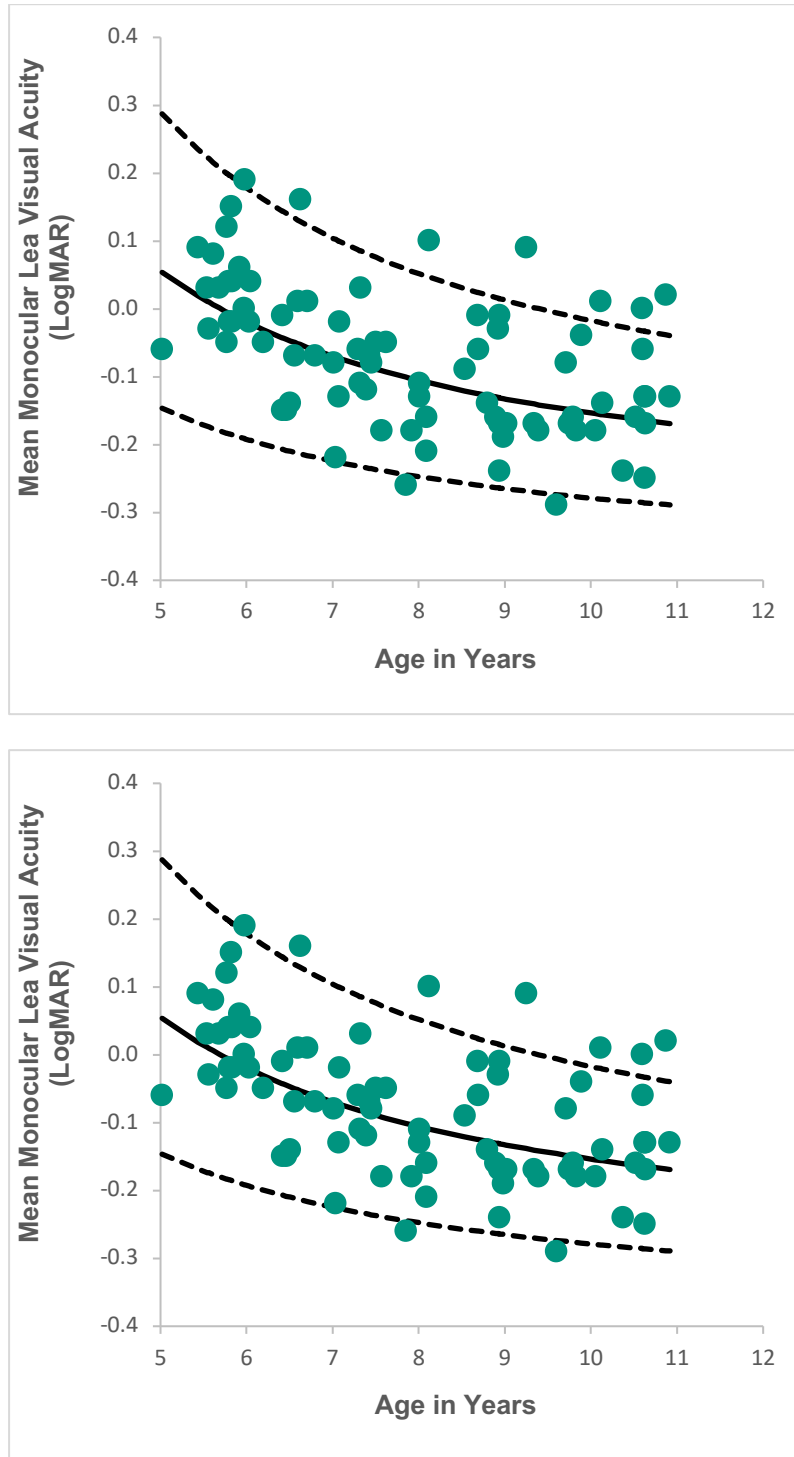 0.4
0.3
0.2
0.1
0.0
-0.1
-0.2
-0.3
-0.4
Mean Monocular Lea Visual Acuity
(LogMAR)
5 6 7 8 9 10 11 12
Age in Years
0.4
0.3
0.2
0.1
0.0
-0.1
-0.2
-0.3
-0.4
Mean Monocular Lea Visual Acuity
(LogMAR)
5 6 7 8 9 10 11 12
Age in Years